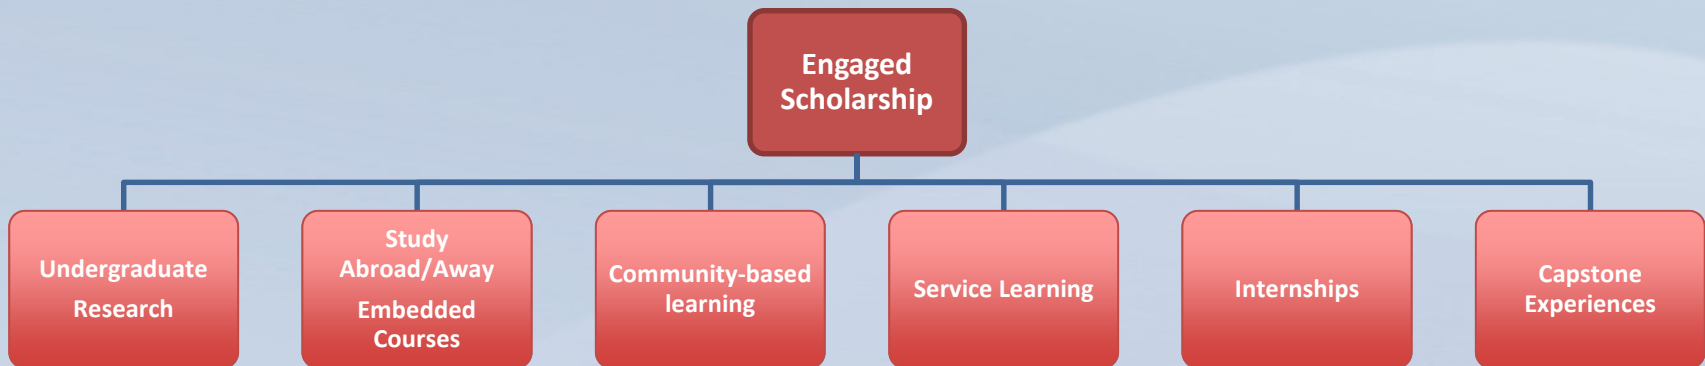 Engaged
Scholarship
Undergraduate
Research
Study
Abroad/Away
Embedded
Courses
Community-based
learning
Service Learning
Internships
Capstone
Experiences